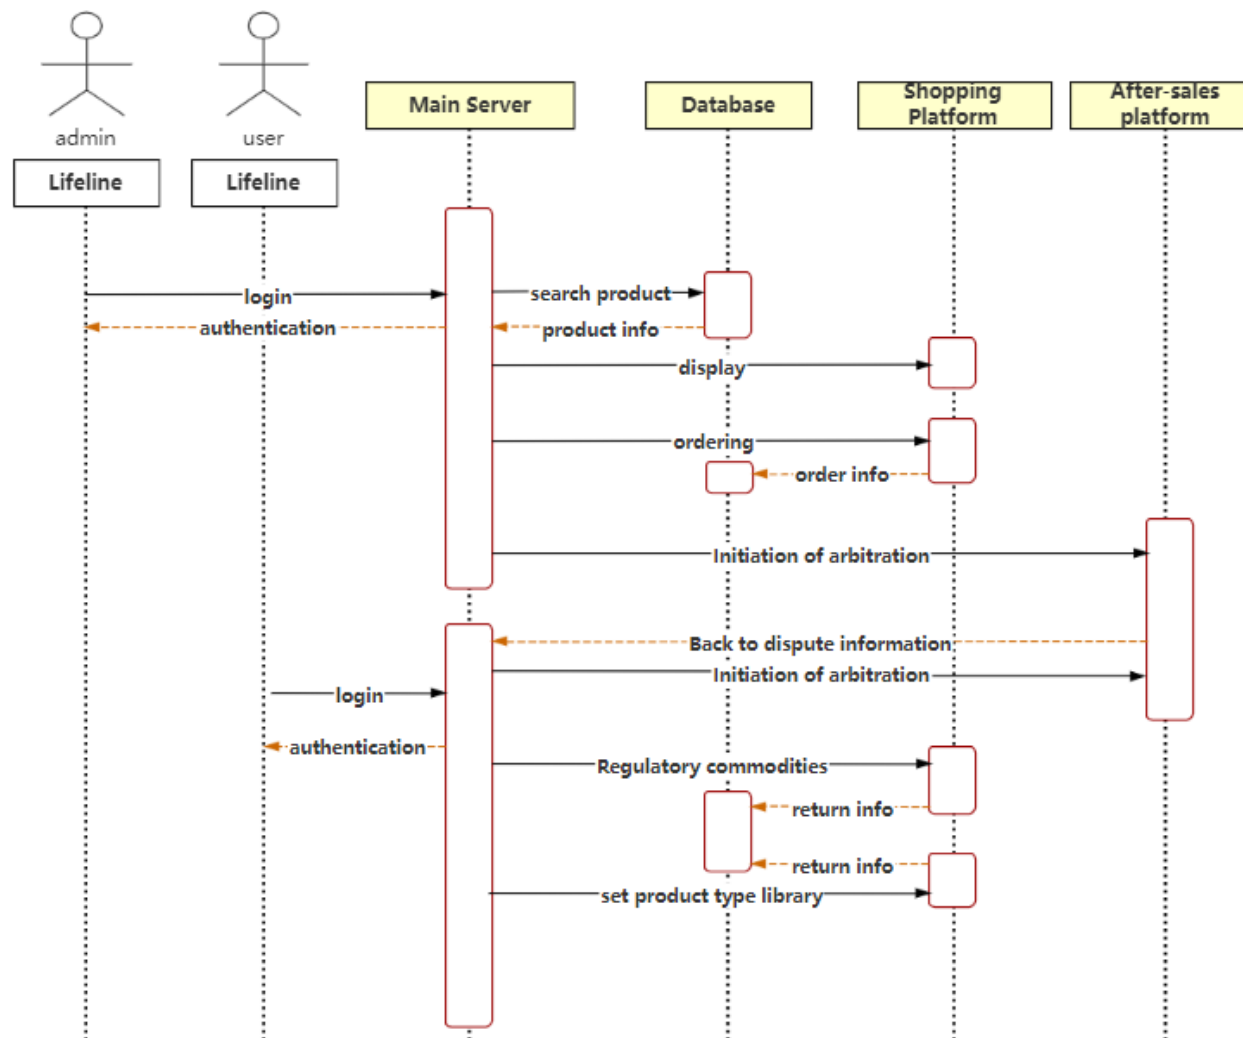 admin
user
Lifeline
Lifeline
Main Server
Database
Shopping
Platform
After-sales
platform
login
search product
authentication
product info
display
ordering
order info
Initiation of arbitration
Back to dispute information
Initiation of arbitration
login
authentication
Regulatory commodities
return info
return info
set product type library